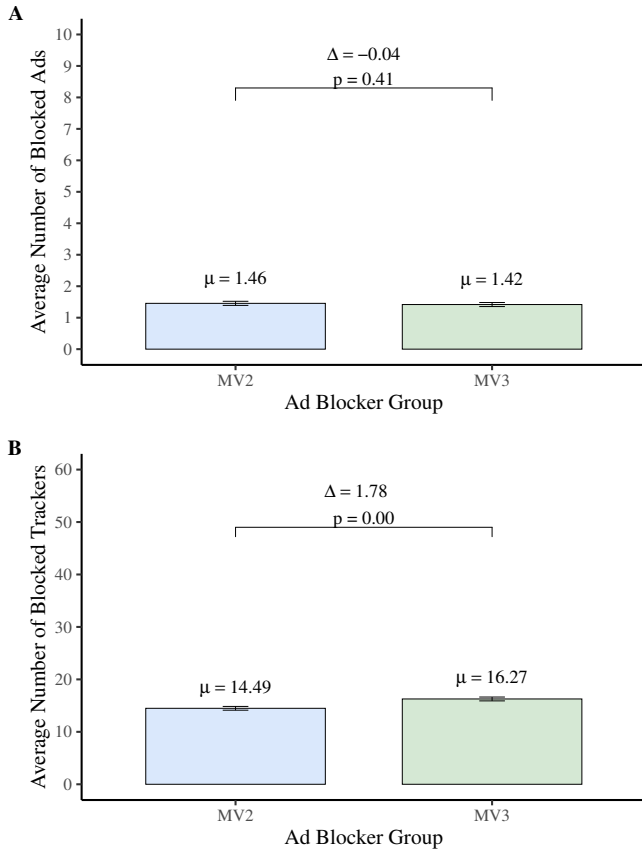 A
Average Number of Blocked Ads
10
9
8
7
6
5
4
3
2
1
0
Δ = −0.04
p = 0.41
μ = 1.46
μ = 1.42
MV2
MV3
Ad Blocker Group
B
Average Number of Blocked Trackers
60
50
40
30
20
10
0
Δ = 1.78
p = 0.00
μ = 14.49
μ = 16.27
MV2
MV3
Ad Blocker Group